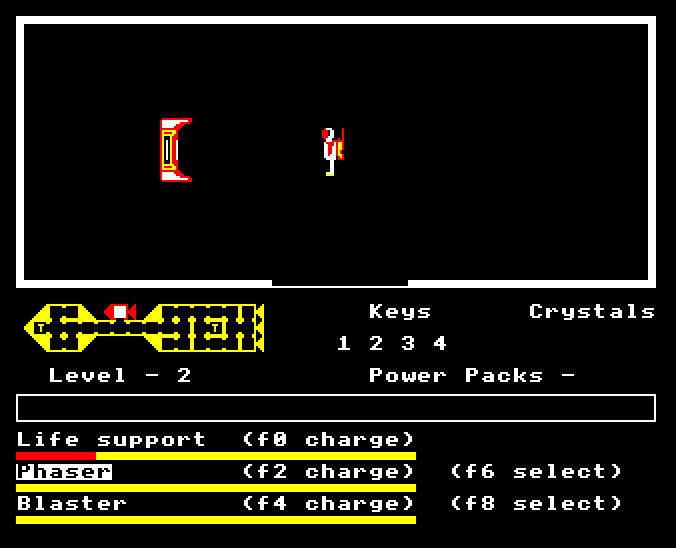 T T
Keys Crystals
1 2 3 4
Level - 2 Power Packs -
Life support (f0 charge)
Phaser (f2 charge) (f6 select)
Blaster (f4 charge) (f8 select)